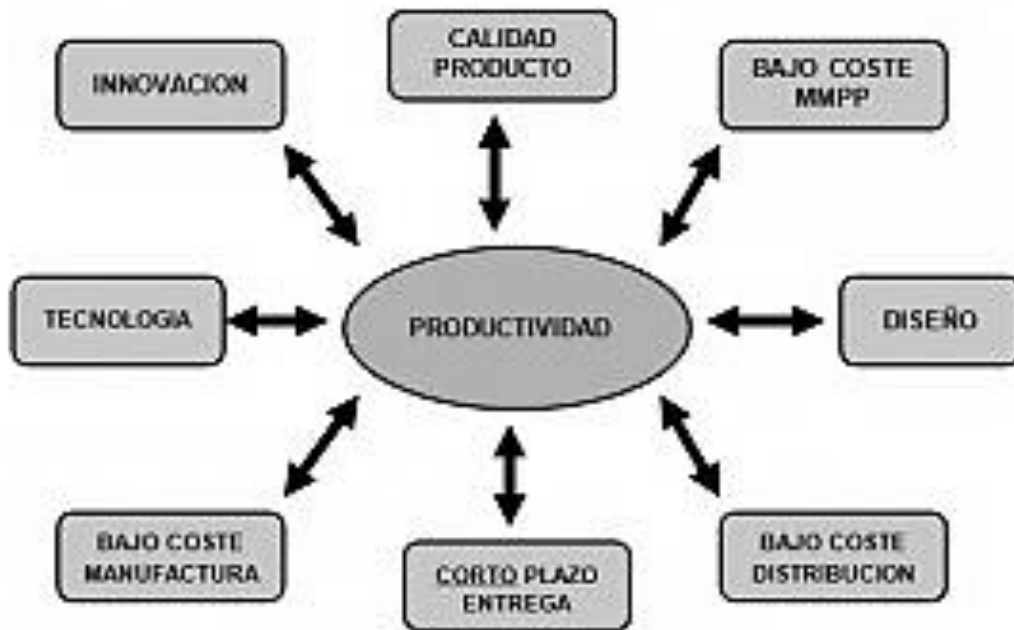 INNOVACION
CALIDAD
PRODUCTO
BAJO COSTE
MMPP
TECNOLOGIA
PRODUCTIVIDAD
DISEÑO
BAJO COSTE
MANUFACTURA
CORTO PLAZO
ENTREGA
BAJO COSTE
DISTRIBUCION